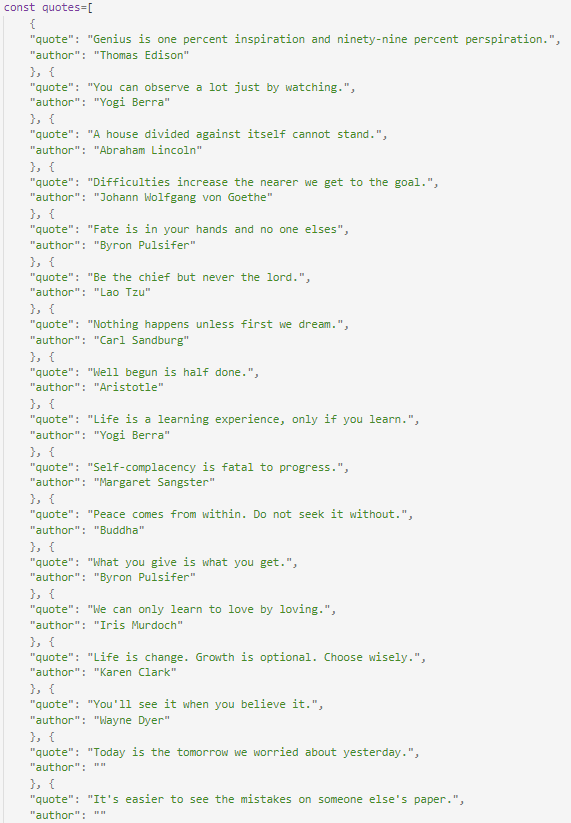 const quotes=[
{
"quote": "Genius is one percent inspiration and ninety-nine percent perspiration.",
"author": "Thomas Edison"
}, {
"quote": "You can observe a lot just by watching.",
"author": "Yogi Berra"
}, {
"quote": "A house divided against itself cannot stand.",
"author": "Abraham Lincoln"
}, {
"quote": "Difficulties increase the nearer we get to the goal.",
"author": "Johann Wolfgang von Goethe"
}, {
"quote": "Fate is in your hands and no one elses",
"author": "Byron Pulsifer"
}, {
"quote": "Be the chief but never the lord.",
"author": "Lao Tzu"
}, {
"quote": "Nothing happens unless first we dream.",
"author": "Carl Sandburg"
}, {
"quote": "Well begun is half done.",
"author": "Aristotle"
}, {
"quote": "Life is a learning experience, only if you learn.",
"author": "Yogi Berra"
}, {
"quote": "Self-complacency is fatal to progress.",
"author": "Margaret Sangster"
}, {
"quote": "Peace comes from within. Do not seek it without.",
"author": "Buddha"
}, {
"quote": "What you give is what you get.",
"author": "Byron Pulsifer"
}, {
"quote": "We can only learn to love by loving.",
"author": "Iris Murdoch"
}, {
"quote": "Life is change. Growth is optional. Choose wisely.",
"author": "Karen Clark"
}, {
"quote": "You'll see it when you believe it.",
"author": "Wayne Dyer"
}, {
"quote": "Today is the tomorrow we worried about yesterday.",
"author": ""
}, {
"quote": "It's easier to see the mistakes on someone else's paper.",
"author": ""